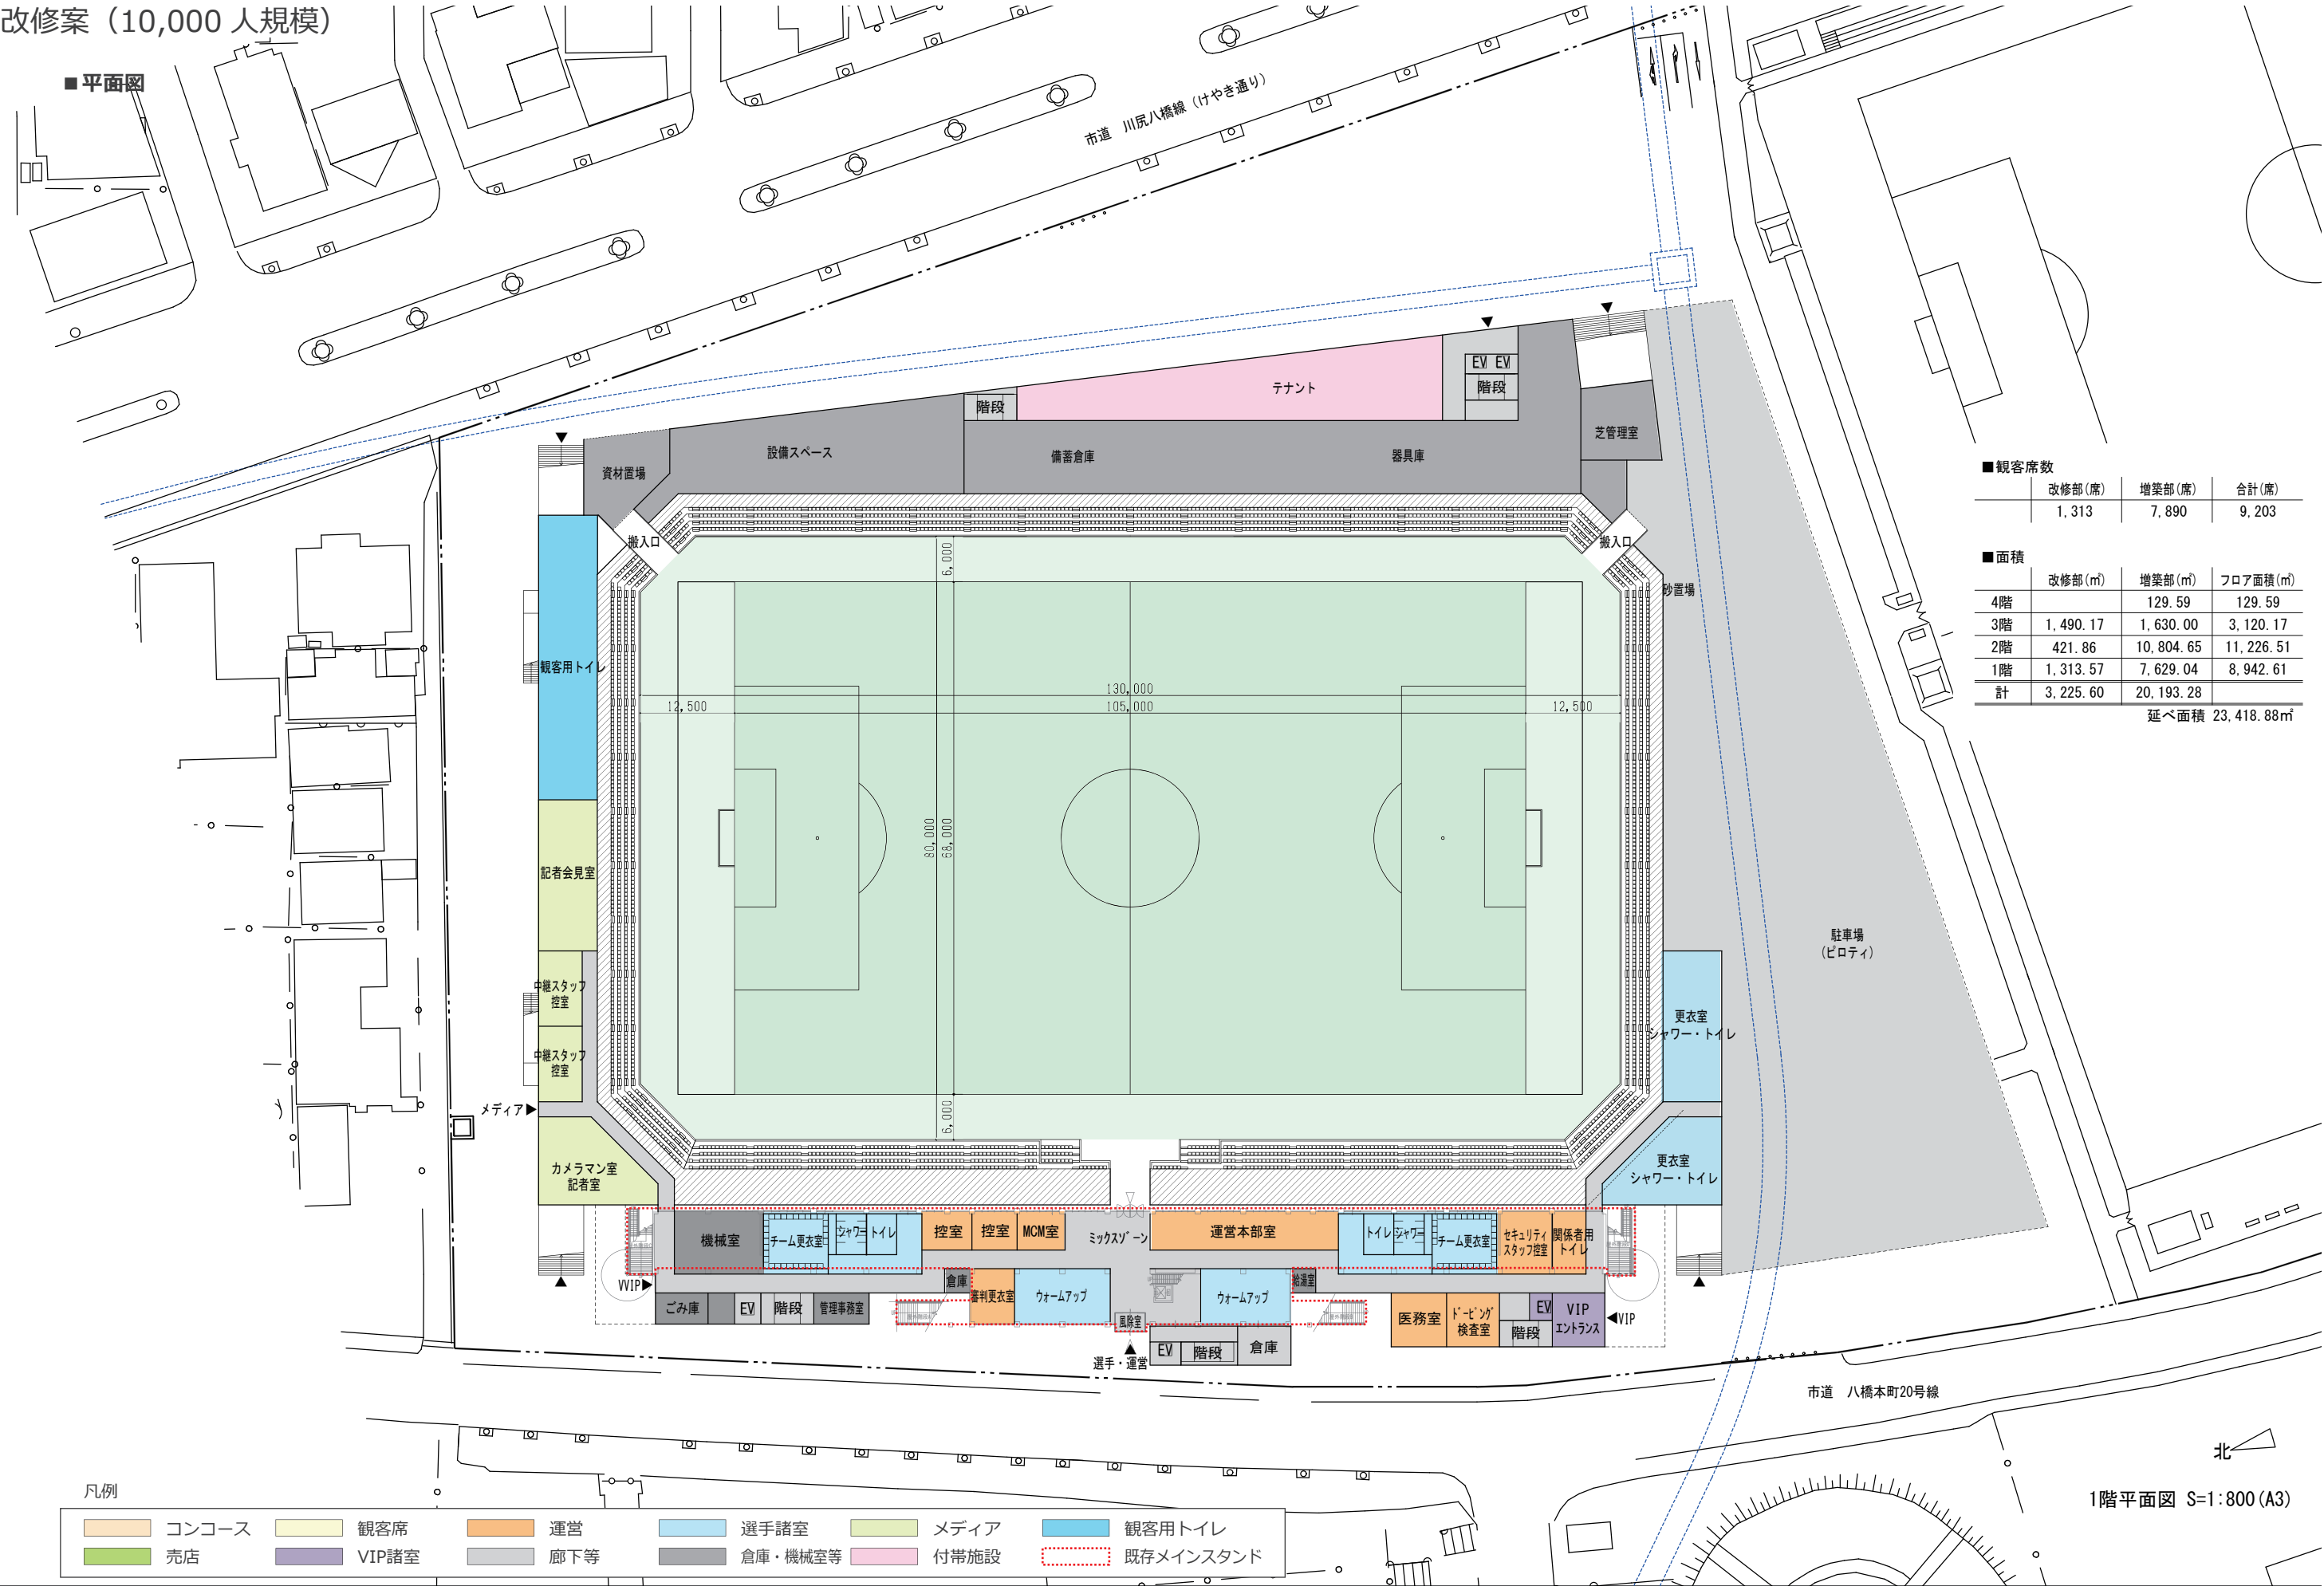 改修案（10,000 人規模）
■平面図
市道　川尻八橋線（けやき通り）
EV EV
階段
テナント
階段
芝管理室
設備スペース
備蓄倉庫
器具庫
資材置場
搬入口
搬入口
6,000
砂置場
観客用トイレ
130,000
12,500
105,000
12,500
80,000
68,000
記者会見室
駐車場
（ピロティ）
中継スタッフ
控室
更衣室
シャワー・トイレ
中継スタッフ
控室
メディア▶
6,000
カメラマン室
記者室
更衣室
シャワー・トイレ
機械室
チーム更衣室
シャワー
トイレ
控室
控室
MCM室
ミックスゾーン
運営本部室
トイレ
シャワー
チーム更衣室
セキュリティ
スタッフ控室
関係者用
トイレ
VVIP▶
倉庫
審判更衣室
ウォームアップ
ウォームアップ
給湯室
ごみ庫
EV
階段
管理事務室
風除室
医務室
ドーピング
検査室
EV
階段
VIP
エントランス
◀VIP
選手・運営
EV
階段
倉庫
市道　八橋本町20号線
■観客席数
改修部(席) 増築部(席) 合計(席)
1,313 7,890 9,203
■面積
改修部(㎡) 増築部(㎡) フロア面積(㎡)
4階 129.59 129.59
3階 1,490.17 1,630.00 3,120.17
2階 421.86 10,804.65 11,226.51
1階 1,313.57 7,629.04 8,942.61
計 3,225.60 20,193.28
延べ面積 23,418.88㎡
北
1階平面図 S=1:800(A3)
凡例
コンコース 観客席 運営 選手諸室 メディア 観客用トイレ
売店 VIP諸室 廊下等 倉庫・機械室等 付帯施設 既存メインスタンド